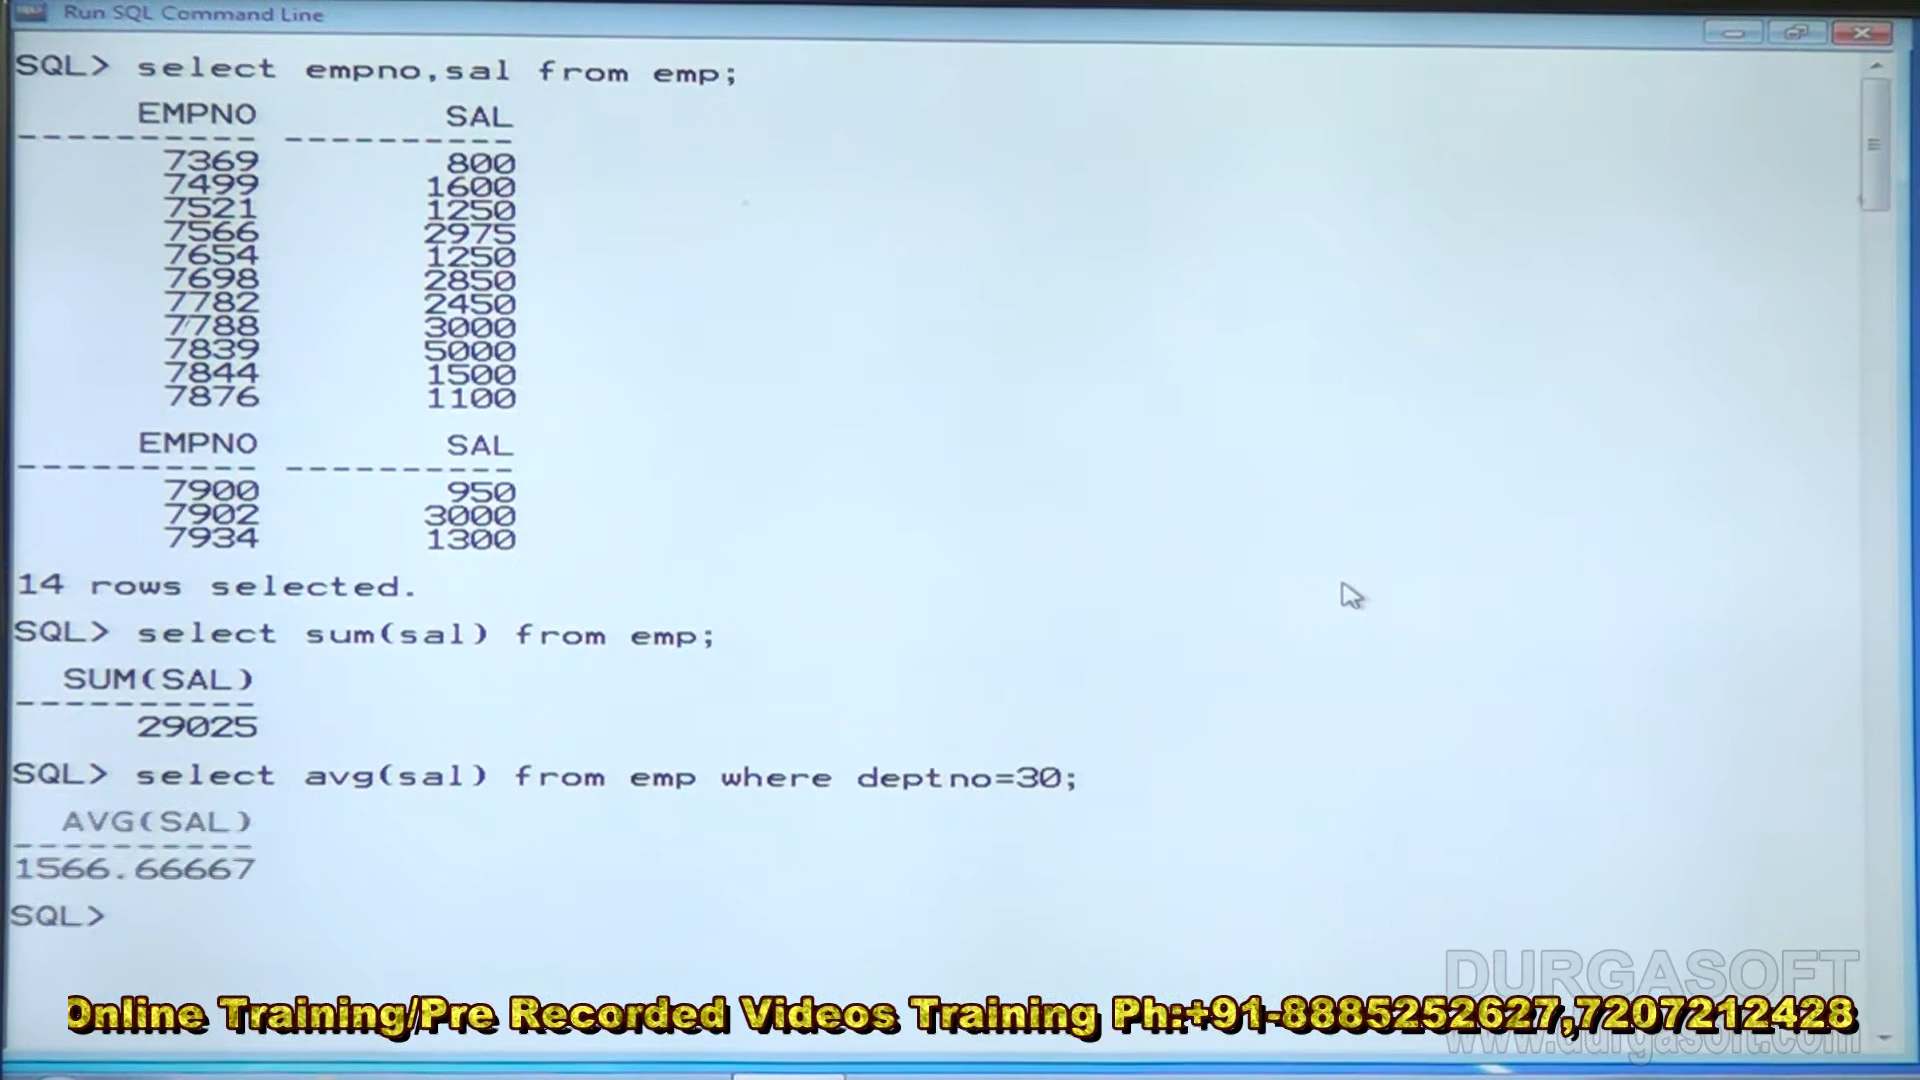 Run SQL Command Line
SQL> select empno,sal from emp;
EMPNO SAL
---------- ----------
7369 800
7499 1600
7521 1250
7566 2975
7654 1250
7698 2850
7782 2450
7788 3000
7839 5000
7844 1500
7876 1100
EMPNO SAL
---------- ----------
7900 950
7902 3000
7934 1300
14 rows selected.
SQL> select sum(sal) from emp;
SUM(SAL)
----------
29025
SQL> select avg(sal) from emp where deptno=30;
AVG(SAL)
----------
1566.66667
SQL>
DURGASOFT
Online Training/Pre Recorded Videos Training Ph:+91-8885252627,7207212428
www.durgasoft.com